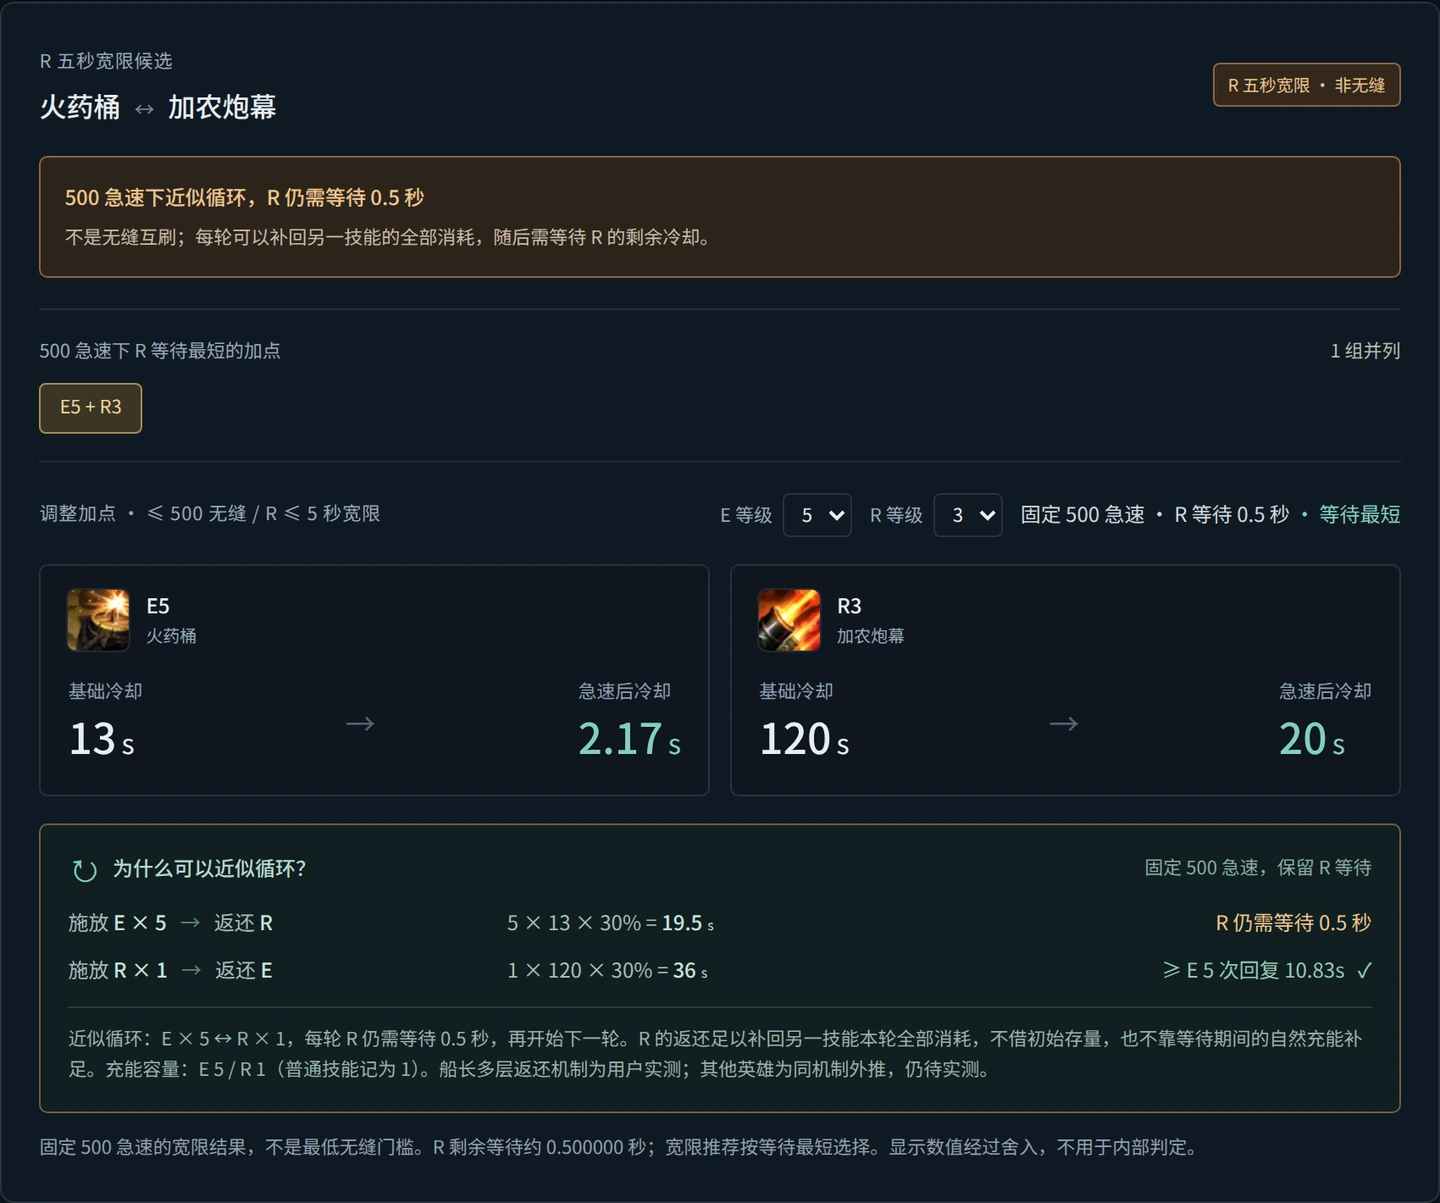 R 五秒宽限候选
火药桶 ↔ 加农炮幕
R 五秒宽限 • 非无缝
500 急速下近似循环，R 仍需等待 0.5 秒
不是无缝互刷；每轮可以补回另一技能的全部消耗，随后需等待 R 的剩余冷却。
500 急速下 R 等待最短的加点
1 组并列
E5 + R3
调整加点 • ≤ 500 无缝 / R ≤ 5 秒宽限
E 等级 5 R 等级 3 固定 500 急速 • R 等待 0.5 秒 • 等待最短
E5
火药桶
基础冷却
13 s
→
急速后冷却
2.17 s
R3
加农炮幕
基础冷却
120 s
→
急速后冷却
20 s
为什么可以近似循环？
固定 500 急速，保留 R 等待
施放 E × 5 → 返还 R 5 × 13 × 30% = 19.5 s R 仍需等待 0.5 秒
施放 R × 1 → 返还 E 1 × 120 × 30% = 36 s ≥ E 5 次回复 10.83s ✓
近似循环：E × 5 ↔ R × 1，每轮 R 仍需等待 0.5 秒，再开始下一轮。R 的返还足以补回另一技能本轮全部消耗，不借初始存量，也不靠等待期间的自然充能补
足。充能容量：E 5 / R 1（普通技能记为 1）。船长多层返还机制为用户实测；其他英雄为同机制外推，仍待实测。
固定 500 急速的宽限结果，不是最低无缝门槛。R 剩余等待约 0.500000 秒；宽限推荐按等待最短选择。显示数值经过舍入，不用于内部判定。